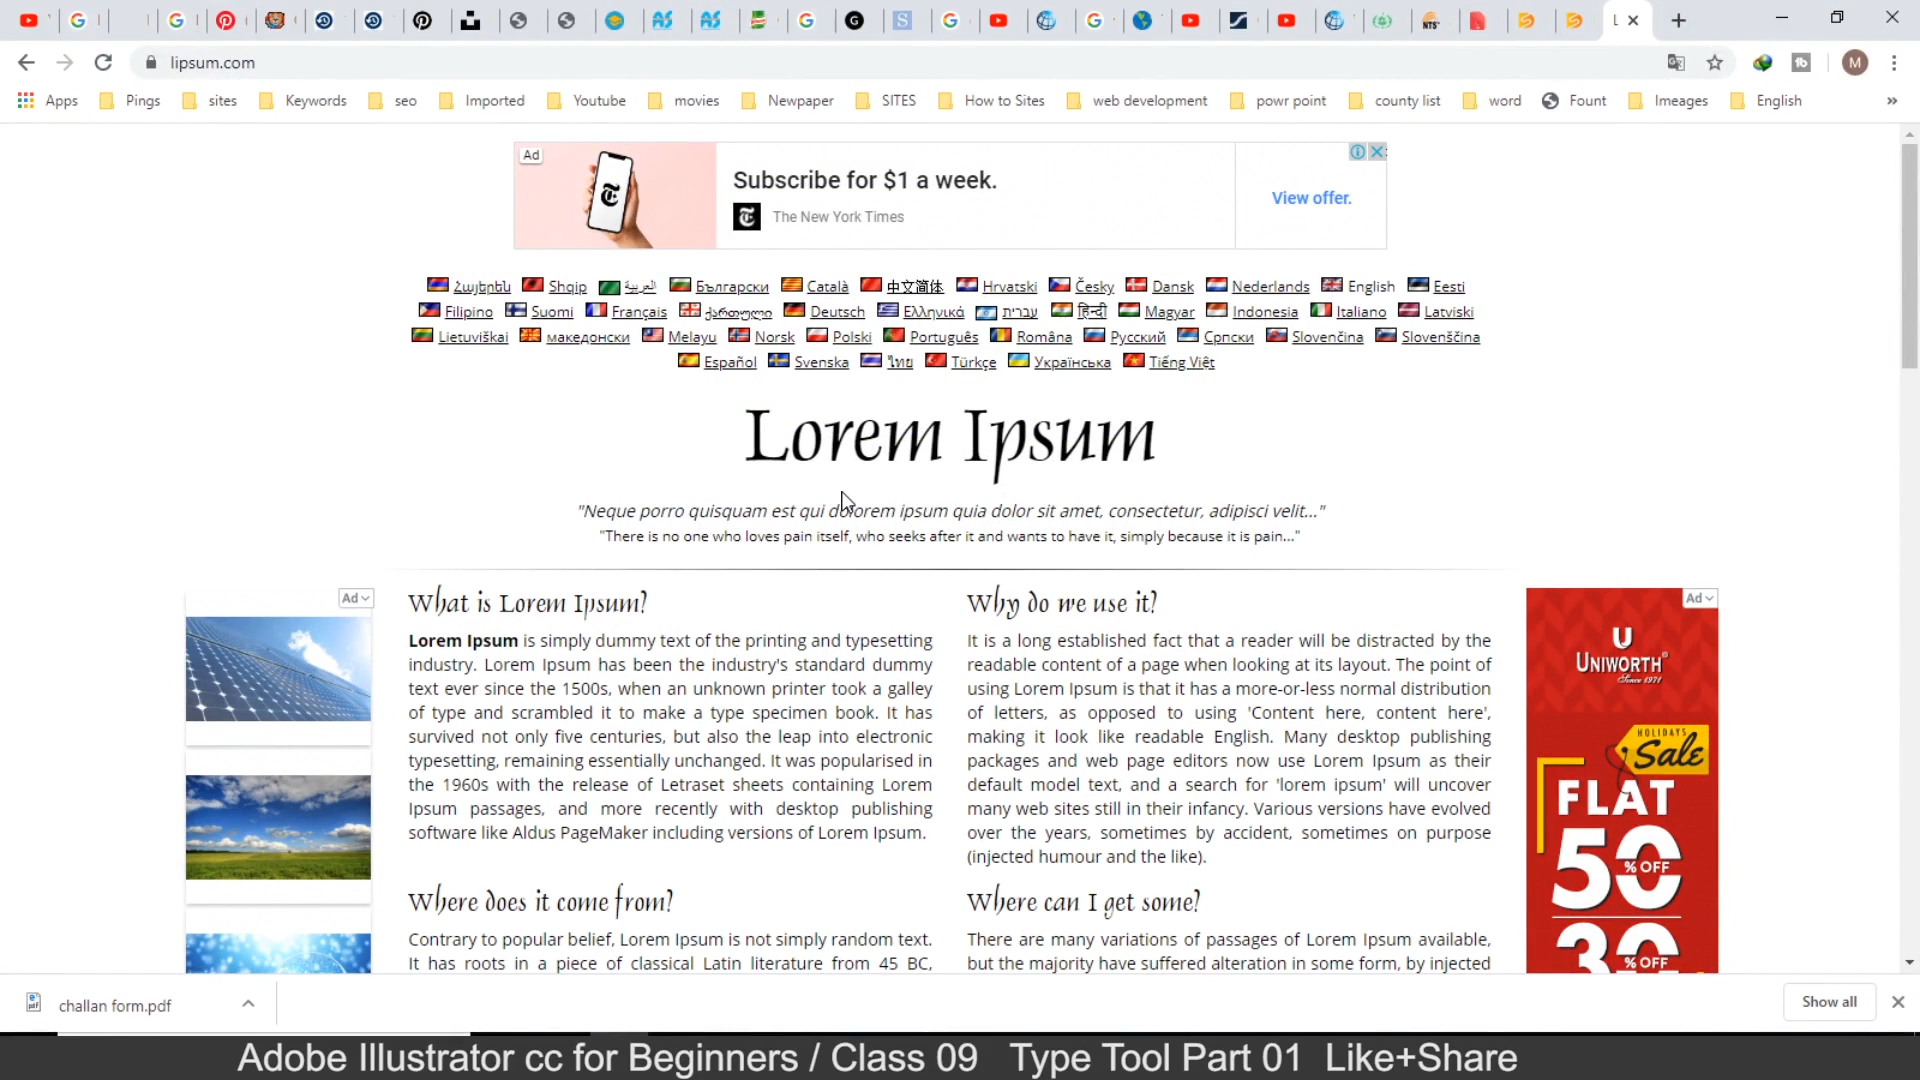 lipsum.com
M
Apps Pings sites Keywords seo Imported Youtube movies Newpaper SITES How to Sites web development powr point county list word Fount Imeages English »
Ad
Subscribe for $1 a week.
The New York Times
View offer.
Հայերեն Shqip العربية Български Català 中文简体 Hrvatski Česky Dansk Nederlands English Eesti
Filipino Suomi Français ქართული Deutsch Ελληνικά עברית हिन्दी Magyar Indonesia Italiano Latviski
Lietuviškai македонски Melayu Norsk Polski Português Româna Русский Српски Slovenčina Slovenščina
Español Svenska ไทย Türkçe Українська Tiếng Việt
Lorem Ipsum
"Neque porro quisquam est qui dolorem ipsum quia dolor sit amet, consectetur, adipisci velit..."
"There is no one who loves pain itself, who seeks after it and wants to have it, simply because it is pain..."
Ad
What is Lorem Ipsum?
Lorem Ipsum is simply dummy text of the printing and typesetting
industry. Lorem Ipsum has been the industry's standard dummy
text ever since the 1500s, when an unknown printer took a galley
of type and scrambled it to make a type specimen book. It has
survived not only five centuries, but also the leap into electronic
typesetting, remaining essentially unchanged. It was popularised in
the 1960s with the release of Letraset sheets containing Lorem
Ipsum passages, and more recently with desktop publishing
software like Aldus PageMaker including versions of Lorem Ipsum.
Where does it come from?
Contrary to popular belief, Lorem Ipsum is not simply random text.
It has roots in a piece of classical Latin literature from 45 BC,
Why do we use it?
It is a long established fact that a reader will be distracted by the
readable content of a page when looking at its layout. The point of
using Lorem Ipsum is that it has a more-or-less normal distribution
of letters, as opposed to using 'Content here, content here',
making it look like readable English. Many desktop publishing
packages and web page editors now use Lorem Ipsum as their
default model text, and a search for 'lorem ipsum' will uncover
many web sites still in their infancy. Various versions have evolved
over the years, sometimes by accident, sometimes on purpose
(injected humour and the like).
Where can I get some?
There are many variations of passages of Lorem Ipsum available,
but the majority have suffered alteration in some form, by injected
Ad
U
UNIWORTH
Since 1971
HOLIDAYS
Sale
FLAT
50 % OFF
30 % OFF
challan form.pdf
Show all
Adobe Illustrator cc for Beginners / Class 09 Type Tool Part 01 Like+Share